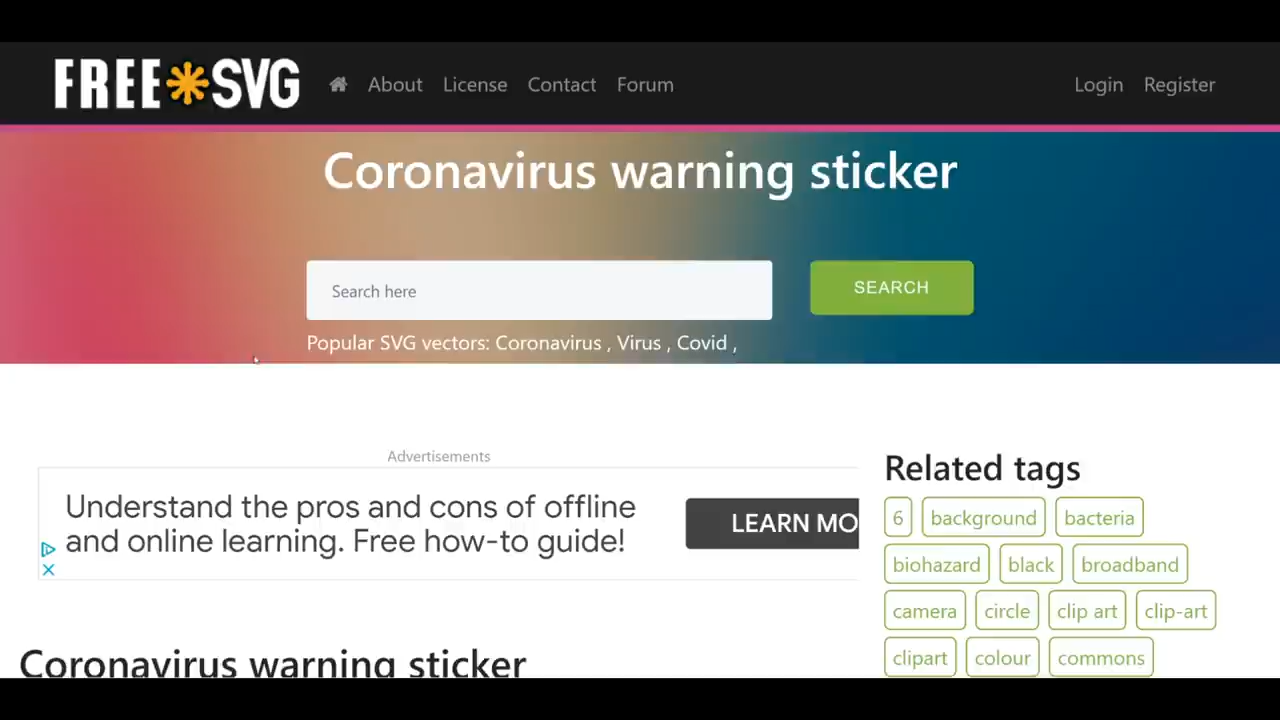 FREE SVG
About License Contact Forum
Login Register
Coronavirus warning sticker
Search here
SEARCH
Popular SVG vectors: Coronavirus , Virus , Covid ,
Advertisements
Understand the pros and cons of offline
and online learning. Free how-to guide!
LEARN MO
Related tags
6 background bacteria
biohazard black broadband
camera circle clip art clip-art
clipart colour commons
Coronavirus warning sticker